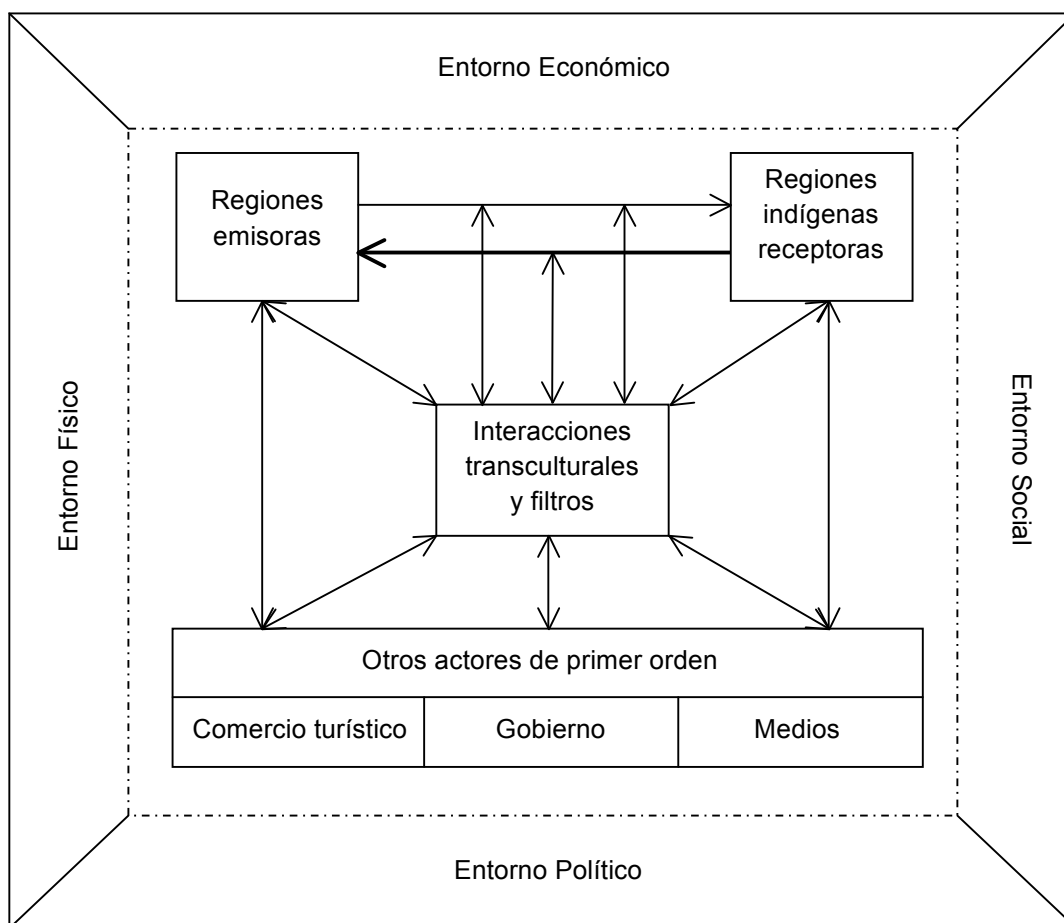 Entorno Económico
Regiones
emisoras
Regiones
indígenas
receptoras
Entorno Físico
Entorno Social
Interacciones
transculturales
y filtros
Otros actores de primer orden
Comercio turístico
Gobierno
Medios
Entorno Político